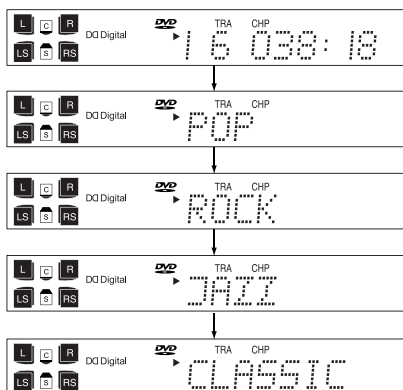 L C R DVD TRA CHP
DD Digital 1 6 038:18
LS S RS
L C R DVD TRA CHP
DD Digital POP
LS S RS
L C R DVD TRA CHP
DD Digital ROCK
LS S RS
L C R DVD TRA CHP
DD Digital JAZZ
LS S RS
L C R DVD TRA CHP
DD Digital CLASSIC
LS S RS